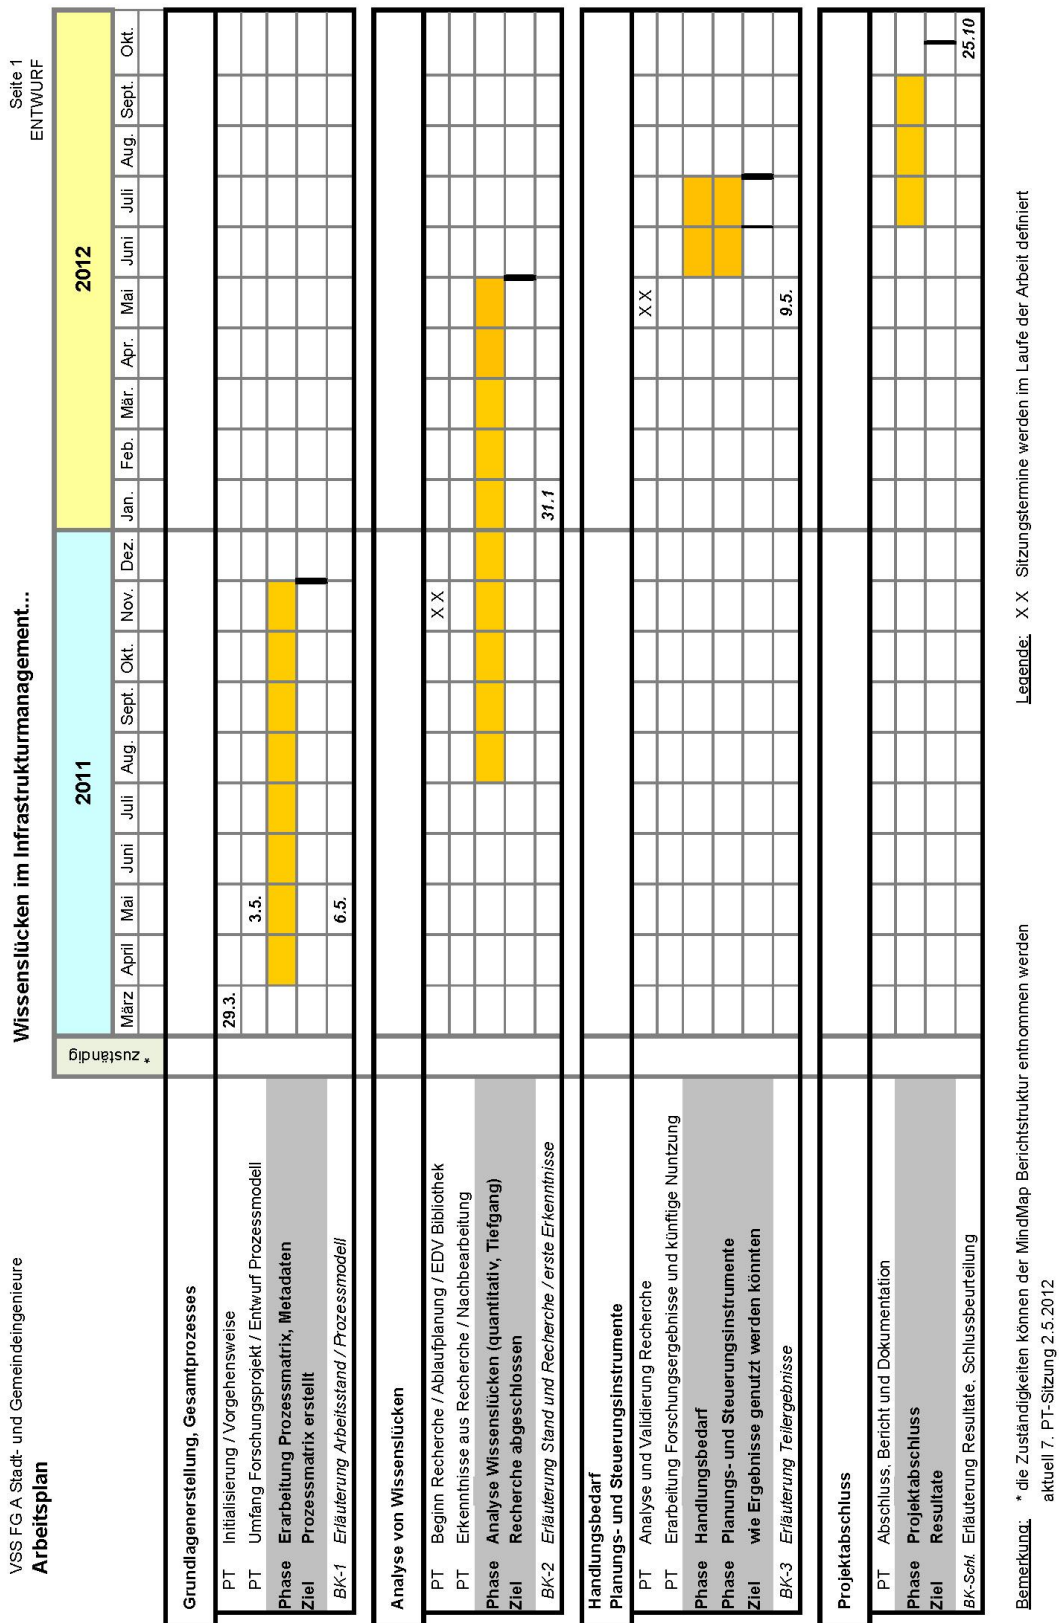 VSS FG A Stadt- und Gemeindeingenieure
Arbeitsplan
Wissenslücken im Infrastrukturmanagement...
Seite 1
ENTWURF
* zuständig
2011
2012
März April Mai Juni Juli Aug. Sept. Okt. Nov. Dez. Jan. Feb. Mär. Apr. Mai Juni Juli Aug. Sept. Okt.
Grundlagenerstellung, Gesamtprozesses
PT Initialisierung / Vorgehensweise 29.3.
PT Umfang Forschungsprojekt / Entwurf Prozessmodell 3.5.
Phase Erarbeitung Prozessmatrix, Metadaten
Ziel Prozessmatrix erstellt
BK-1 Erläuterung Arbeitsstand / Prozessmodell 6.5.
Analyse von Wissenslücken
PT Beginn Recherche / Ablaufplanung / EDV Bibliothek X X
PT Erkenntnisse aus Recherche / Nachbearbeitung
Phase Analyse Wissenslücken (quantitativ, Tiefgang)
Ziel Recherche abgeschlossen
BK-2 Erläuterung Stand und Recherche / erste Erkenntnisse 31.1
Handlungsbedarf
Planungs- und Steuerungsinstrumente
PT Analyse und Validierung Recherche X X
PT Erarbeitung Forschungsergebnisse und künftige Nuntzung
Phase Handlungsbedarf
Phase Planungs- und Steuerungsinstrumente
Ziel wie Ergebnisse genutzt werden könnten
BK-3 Erläuterung Teilergebnisse 9.5.
Projektabschluss
PT Abschluss, Bericht und Dokumentation
Phase Projektabschluss
Ziel Resultate
BK-Schl. Erläuterung Resultate, Schlussbeurteilung 25.10
Bemerkung: * die Zuständigkeiten können der MindMap Berichtstruktur entnommen werden
aktuell 7. PT-Sitzung 2.5.2012
Legende: X X Sitzungstermine werden im Laufe der Arbeit definiert